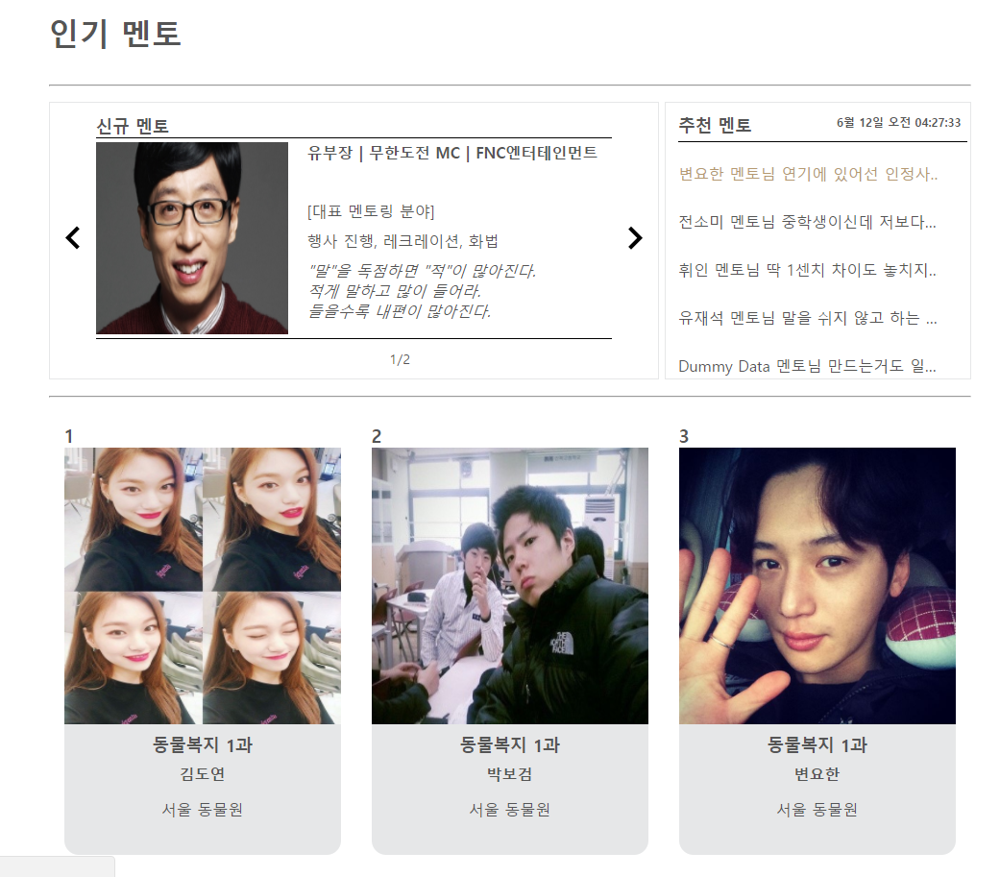 인기 멘토
신규 멘토
유부장 | 무한도전 MC | FNC엔터테인먼트
[대표 멘토링 분야]
행사 진행, 레크레이션, 화법
"말"을 독점하면 "적"이 많아진다.
적게 말하고 많이 들어라.
들을수록 내편이 많아진다.
1/2
추천 멘토
6월 12일 오전 04:27:33
변요한 멘토님 연기에 있어선 인정사..
전소미 멘토님 중학생이신데 저보다...
휘인 멘토님 딱 1센치 차이도 놓치지..
유재석 멘토님 말을 쉬지 않고 하는 ...
Dummy Data 멘토님 만드는거도 일...
1
동물복지 1과
김도연
서울 동물원
2
THE NORTH FACE
동물복지 1과
박보검
서울 동물원
3
동물복지 1과
변요한
서울 동물원